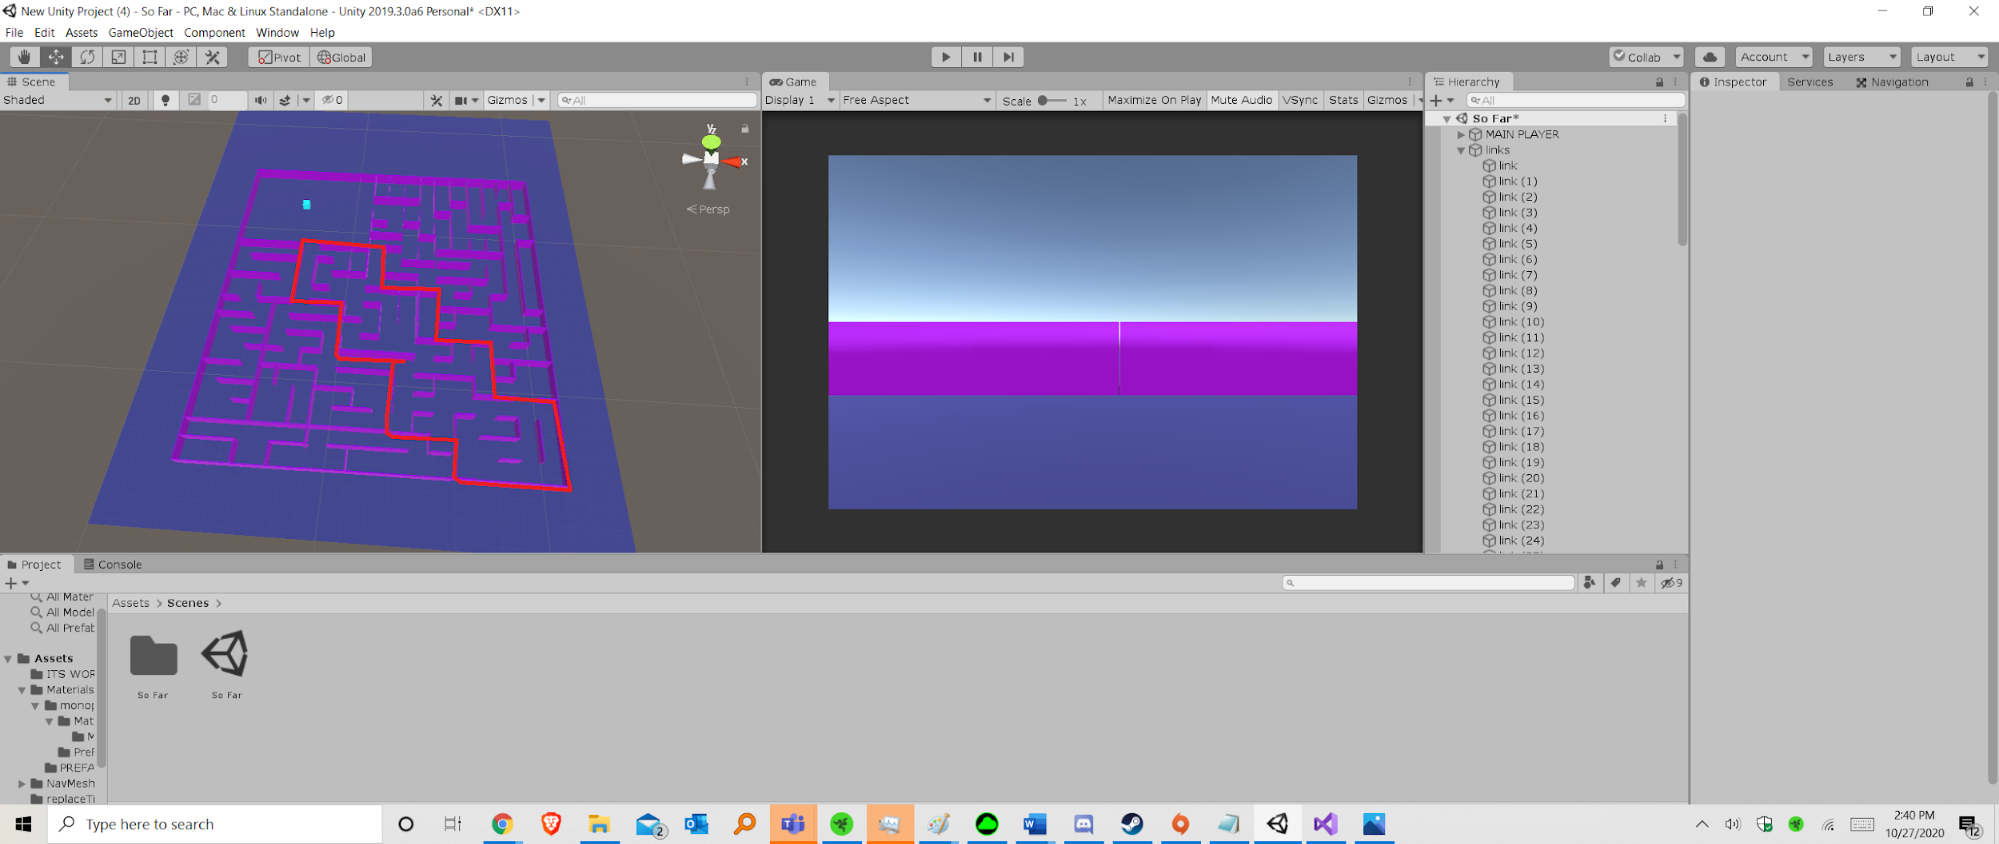 New Unity Project (4) - So Far - PC, Mac & Linux Standalone - Unity 2019.3.0a6 Personal* <DX11>
File Edit Assets GameObject Component Window Help
Pivot Global Collab Account Layers Layout
Scene
Shaded 2D 0 0 Gizmos All
Y
Z
x
Persp
Game
Display 1 Free Aspect Scale 1x Maximize On Play Mute Audio VSync Stats Gizmos
Hierarchy
All
So Far*
MAIN PLAYER
links
link
link (1)
link (2)
link (3)
link (4)
link (5)
link (6)
link (7)
link (8)
link (9)
link (10)
link (11)
link (12)
link (13)
link (14)
link (15)
link (16)
link (17)
link (18)
link (19)
link (20)
link (21)
link (22)
link (23)
link (24)
Inspector Services Navigation
Project Console
9
All Mater
All Model
All Prefab
Assets
ITS WOR
Materials
monop
Mat
M
Pref
PREFA
NavMesh
replaceTi
Assets > Scenes >
So Far So Far
Type here to search
2
2:40 PM
10/27/2020
12